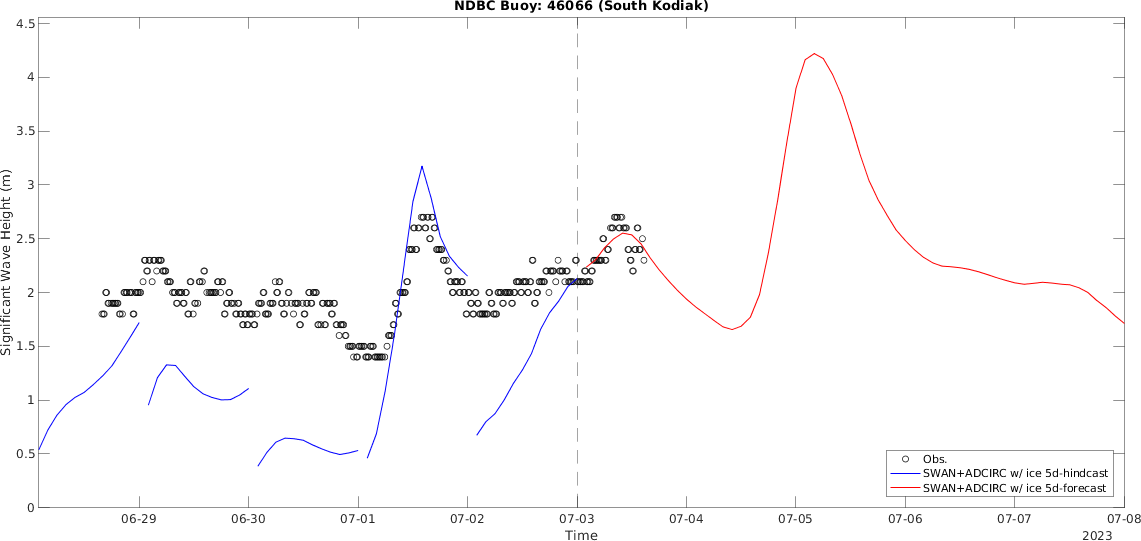 NDBC Buoy: 46066 (South Kodiak)
4.5
4
3.5
3
2.5
2
1.5
1
0.5
0
Significant Wave Height (m)
Obs.
SWAN+ADCIRC w/ ice 5d-hindcast
SWAN+ADCIRC w/ ice 5d-forecast
06-29 06-30 07-01 07-02 07-03 07-04 07-05 07-06 07-07 07-08
Time
2023